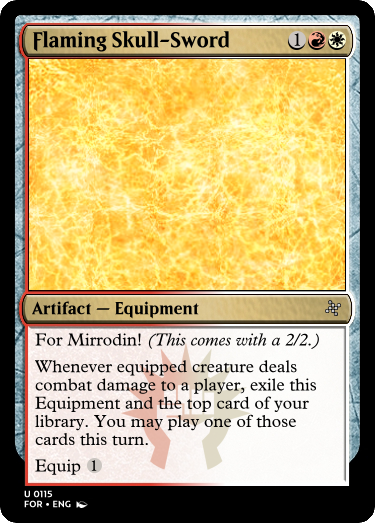 Flaming Skull-Sword 1
Artifact — Equipment
For Mirrodin! (This comes with a 2/2.)
Whenever equipped creature deals
combat damage to a player, exile this
Equipment and the top card of your
library. You may play one of those
cards this turn.
Equip 1
U 0115
FOR • ENG